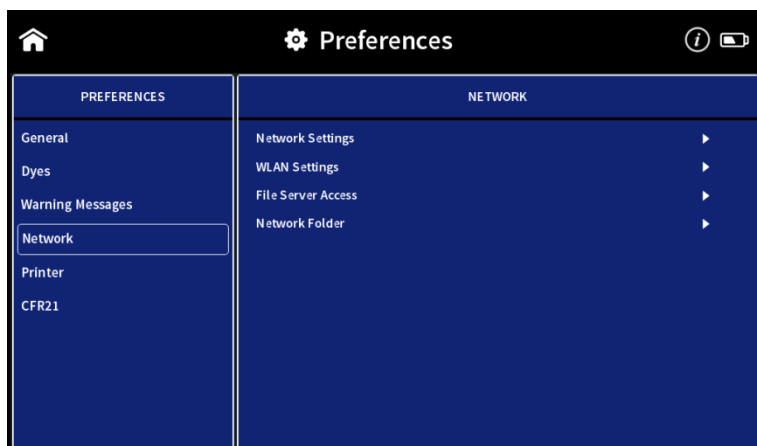 Preferences
PREFERENCES
General
Dyes
Warning Messages
Network
Printer
CFR21
NETWORK
Network Settings
WLAN Settings
File Server Access
Network Folder